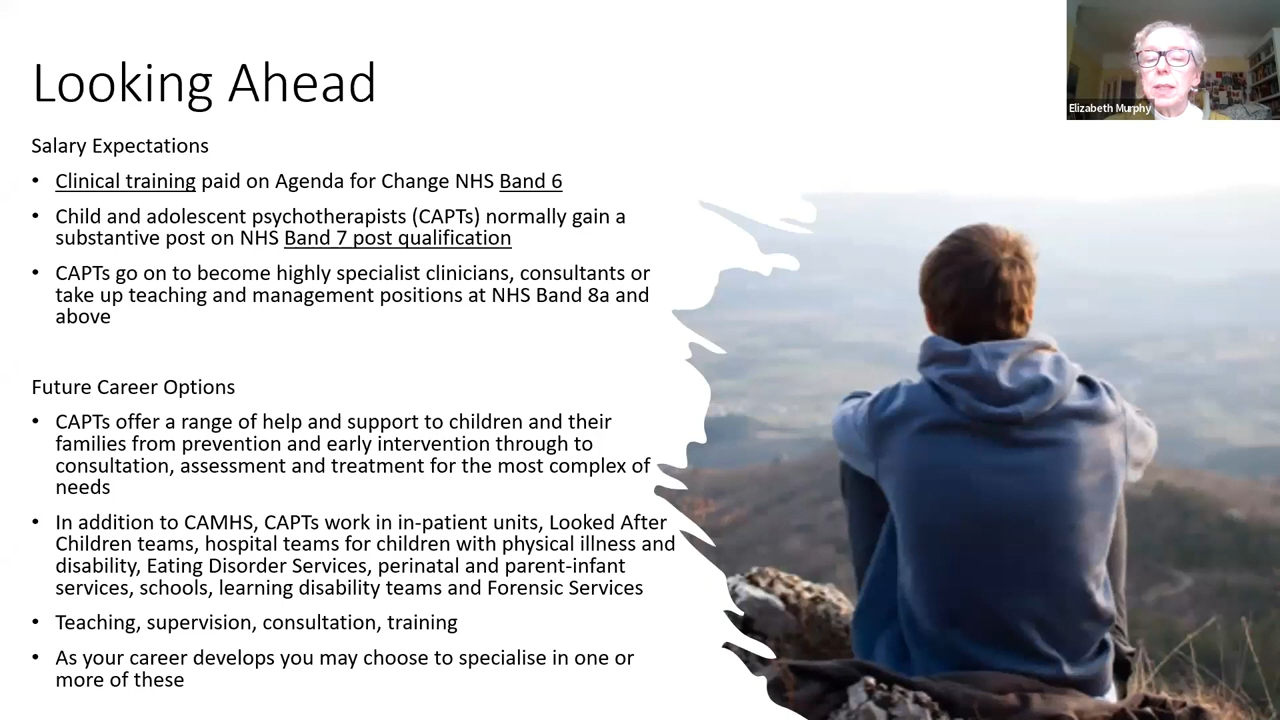 Looking Ahead
Elizabeth Murphy
Salary Expectations
• Clinical training paid on Agenda for Change NHS Band 6
• Child and adolescent psychotherapists (CAPTs) normally gain a
substantive post on NHS Band 7 post qualification
• CAPTs go on to become highly specialist clinicians, consultants or
take up teaching and management positions at NHS Band 8a and
above
Future Career Options
• CAPTs offer a range of help and support to children and their
families from prevention and early intervention through to
consultation, assessment and treatment for the most complex of
needs
• In addition to CAMHS, CAPTs work in in-patient units, Looked After
Children teams, hospital teams for children with physical illness and
disability, Eating Disorder Services, perinatal and parent-infant
services, schools, learning disability teams and Forensic Services
• Teaching, supervision, consultation, training
• As your career develops you may choose to specialise in one or
more of these